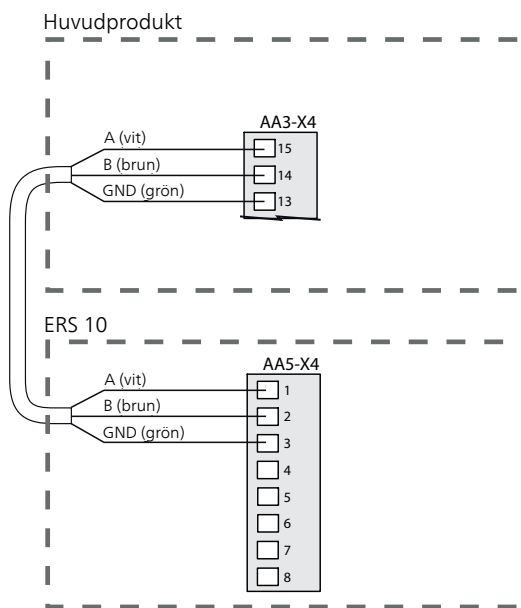 Huvudprodukt
AA3-X4
A (vit)
15
B (brun)
14
GND (grön)
13
ERS 10
AA5-X4
A (vit)
1
B (brun)
2
GND (grön)
3
4
5
6
7
8